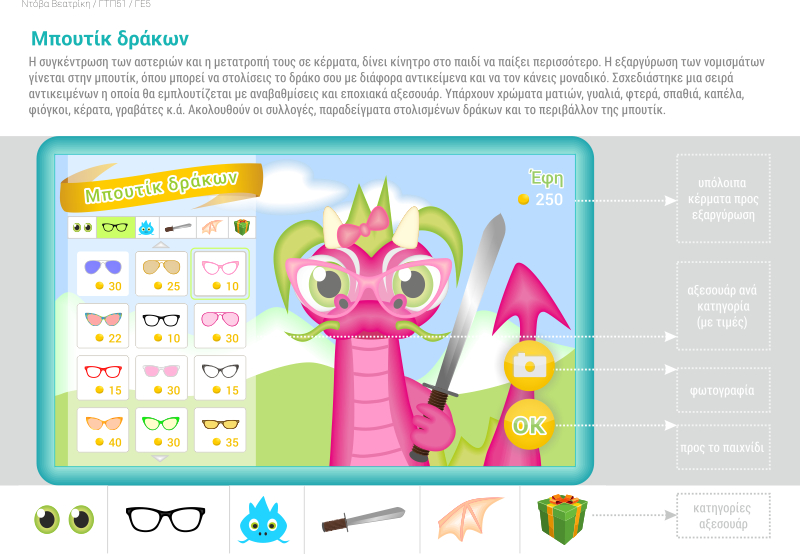 Ντόβα Βεατρίκη / ΓΤΠ51 / ΓΕ5
Μπουτίκ δράκων
Η συγκέντρωση των αστεριών και η μετατροπή τους σε κέρματα, δίνει κίνητρο στο παιδί να παίξει περισσότερο. Η εξαργύρωση των νομισμάτων
γίνεται στην μπουτίκ, όπου μπορεί να στολίσεις το δράκο σου με διάφορα αντικείμενα και να τον κάνεις μοναδικό. Σσχεδιάστηκε μια σειρά
αντικειμένων η οποία θα εμπλουτίζεται με αναβαθμίσεις και εποχιακά αξεσουάρ. Υπάρχουν χρώματα ματιών, γυαλιά, φτερά, σπαθιά, καπέλα,
φιόγκοι, κέρατα, γραβάτες κ.ά. Ακολουθούν οι συλλογές, παραδείγματα στολισμένων δράκων και το περιβάλλον της μπουτίκ.
Μπουτίκ δράκων
Έφη
250
30 25 10
22 10 30
15 30 15
40 30 35
OK
υπόλοιπα
κέρματα προς
εξαργύρωση
αξεσουάρ ανά
κατηγορία
(με τιμές)
φωτογραφία
προς το παιχνίδι
κατηγορίες
αξεσουάρ